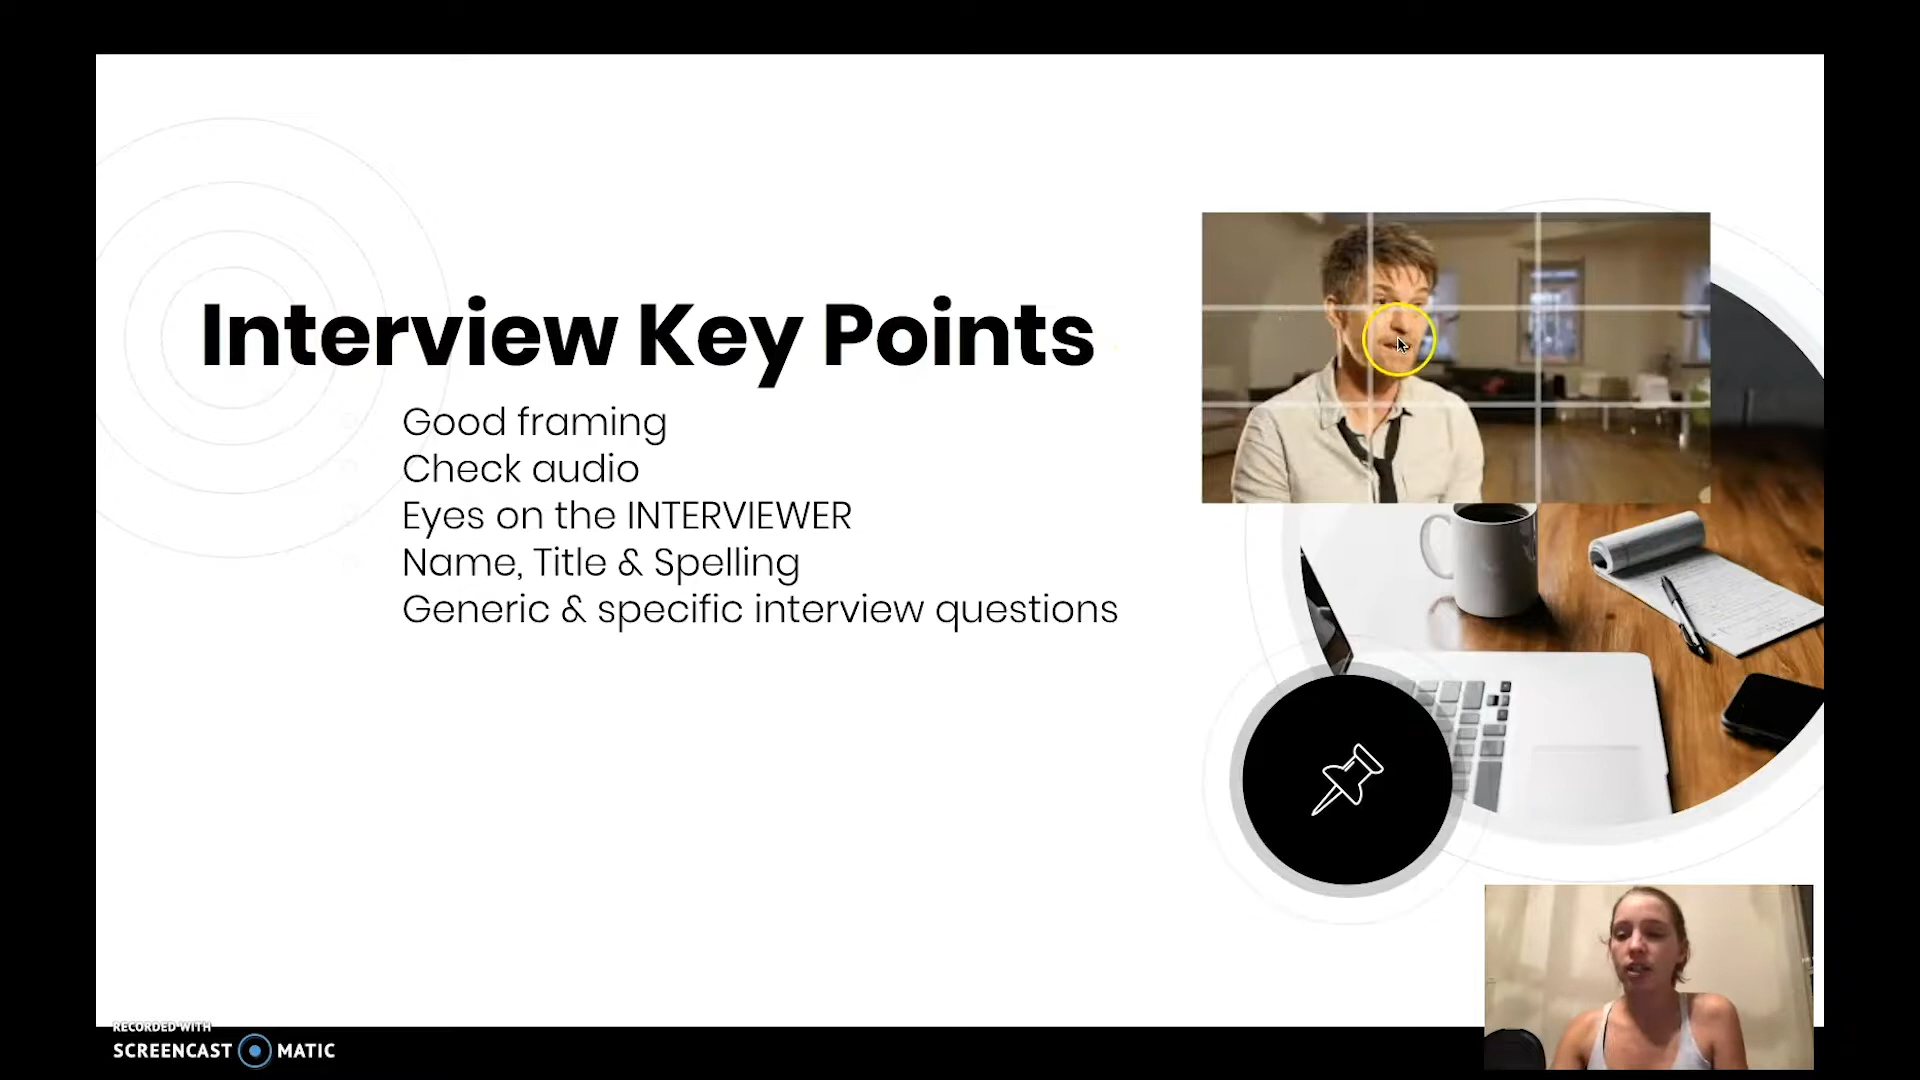 Interview Key Points
Good framing
Check audio
Eyes on the INTERVIEWER
Name, Title & Spelling
Generic & specific interview questions
RECORDED WITH
SCREENCAST MATIC